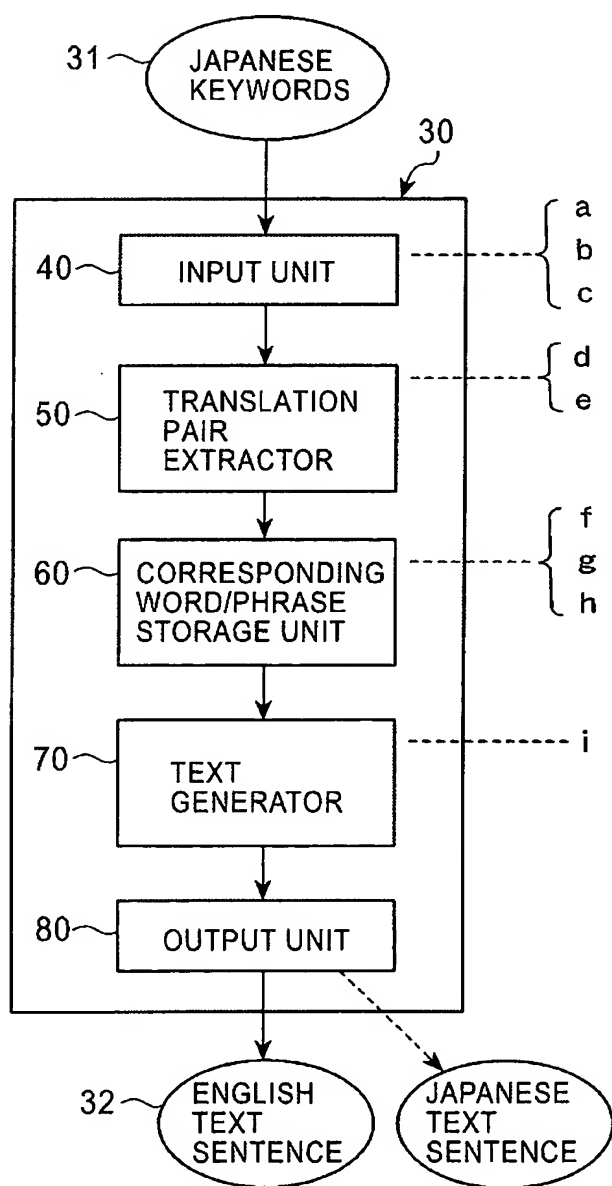 31
JAPANESE
KEYWORDS
30
40
INPUT UNIT
a
b
c
50
TRANSLATION
PAIR
EXTRACTOR
d
e
60
CORRESPONDING
WORD/PHRASE
STORAGE UNIT
f
g
h
70
TEXT
GENERATOR
i
80
OUTPUT UNIT
32
ENGLISH
TEXT
SENTENCE
JAPANESE
TEXT
SENTENCE